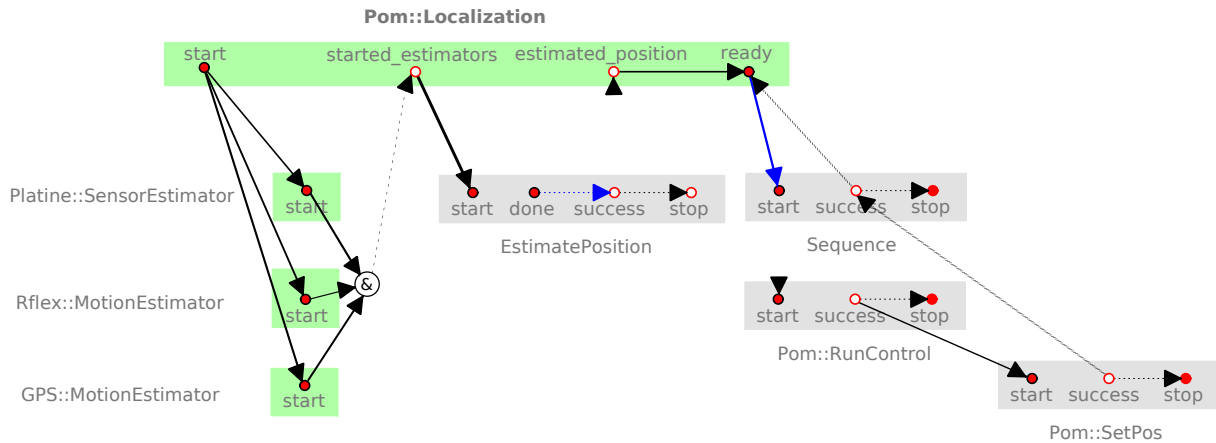 Pom::Localization
start started_estimators estimated_position ready
Platine::SensorEstimator
start
start done success stop
EstimatePosition
start success stop
Sequence
&
Rflex::MotionEstimator
start
start success stop
Pom::RunControl
GPS::MotionEstimator
start
start success stop
Pom::SetPos